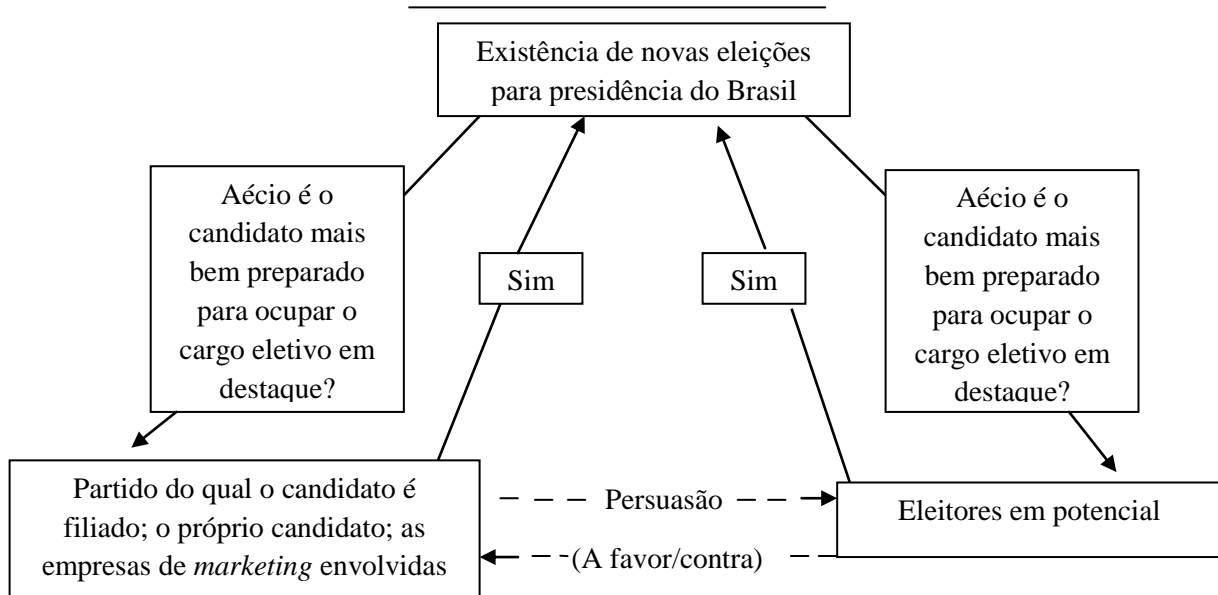 Existência de novas eleições
para presidência do Brasil
Aécio é o
candidato mais
bem preparado
para ocupar o
cargo eletivo em
destaque?
Sim
Sim
Aécio é o
candidato mais
bem preparado
para ocupar o
cargo eletivo em
destaque?
Partido do qual o candidato é
filiado; o próprio candidato; as
empresas de marketing envolvidas
Persuasão
(A favor/contra)
Eleitores em potencial